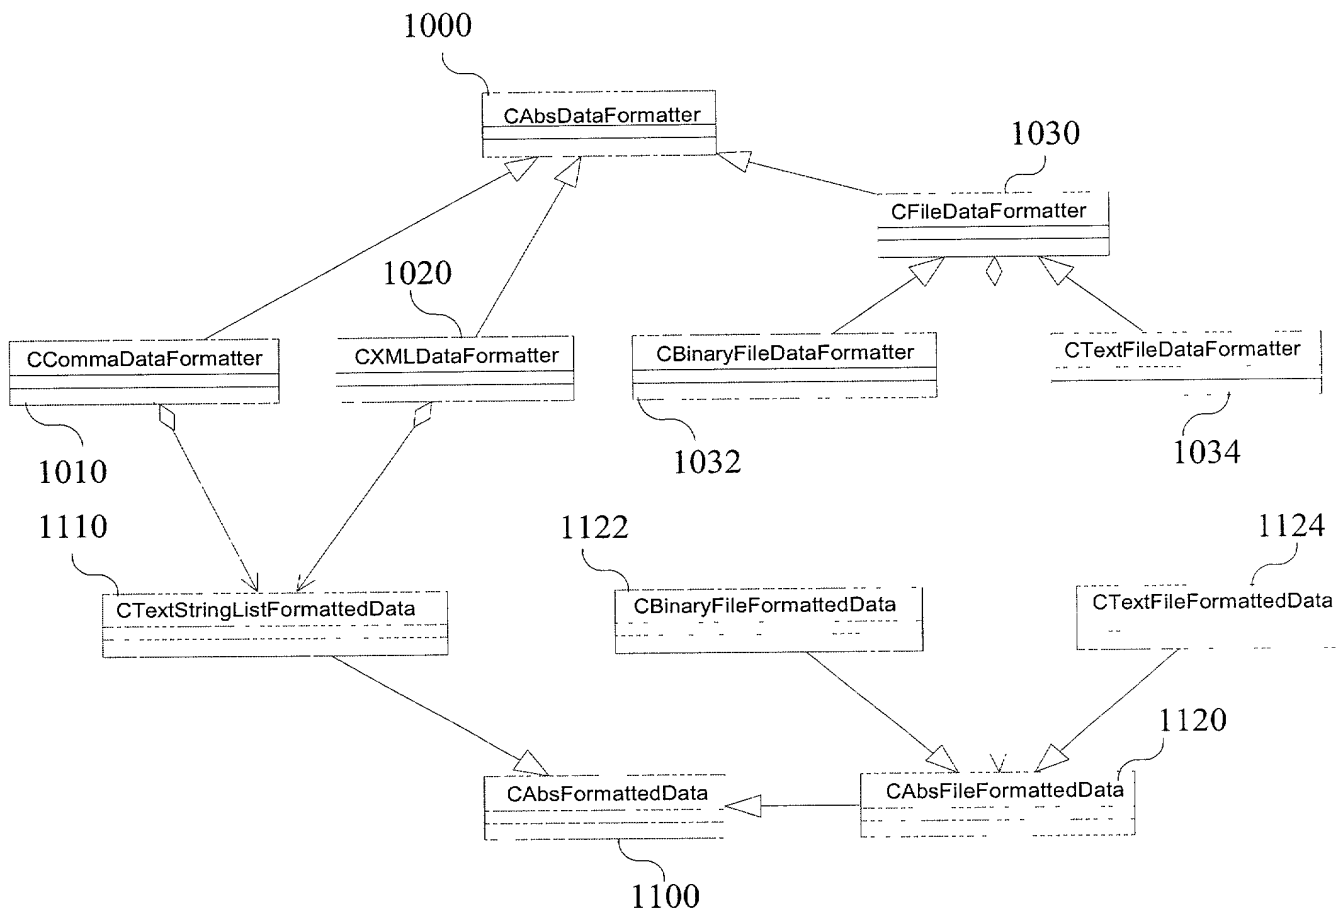 1000
CAbsDataFormatter
1030
CFileDataFormatter
1020
CCommaDataFormatter
CXMLDataFormatter
CBinaryFileDataFormatter
CTextFileDataFormatter
1010
1032
1034
1110
1122
1124
CTextStringListFormattedData
CBinaryFileFormattedData
CTextFileFormattedData
1120
CAbsFormattedData
CAbsFileFormattedData
1100